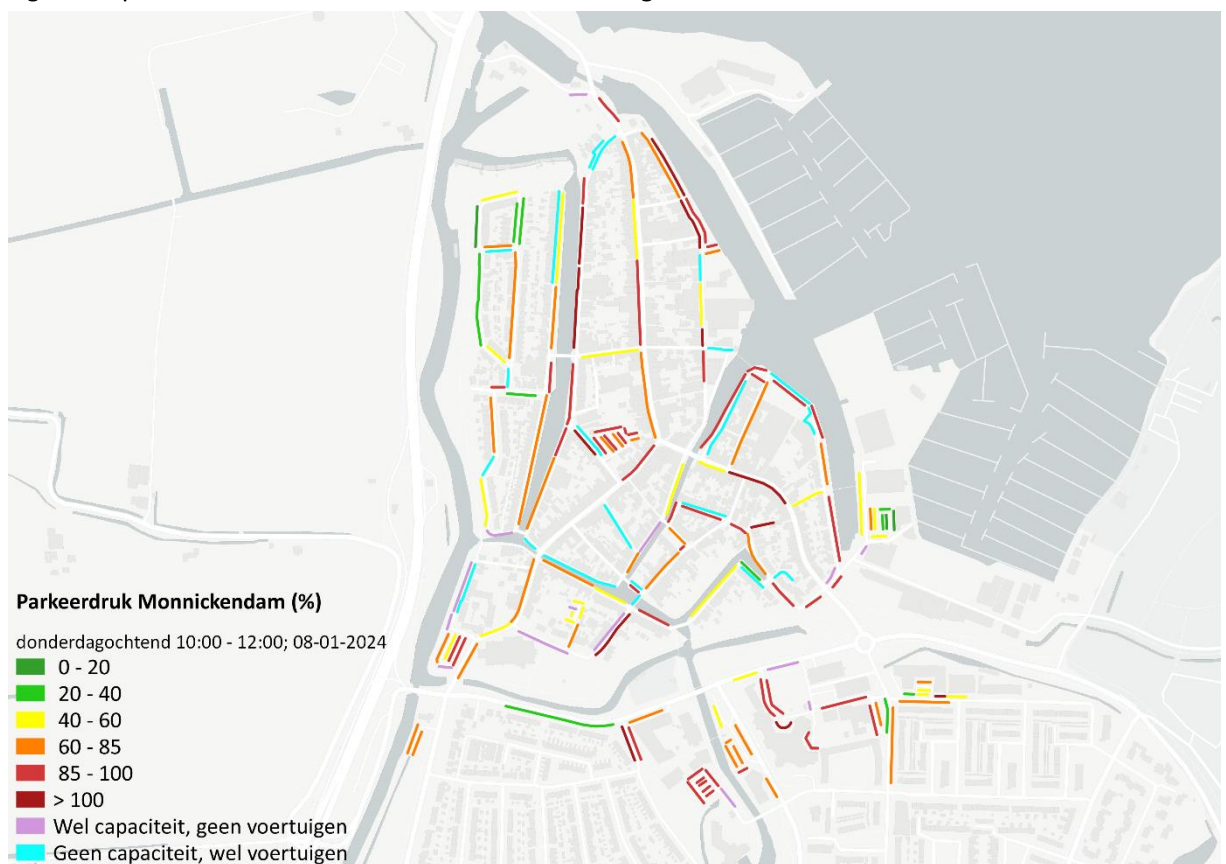 Parkeerdruk Monnickendam (%)
donderdagochtend 10:00 - 12:00; 08-01-2024
0 - 20
20 - 40
40 - 60
60 - 85
85 - 100
> 100
Wel capaciteit, geen voertuigen
Geen capaciteit, wel voertuigen